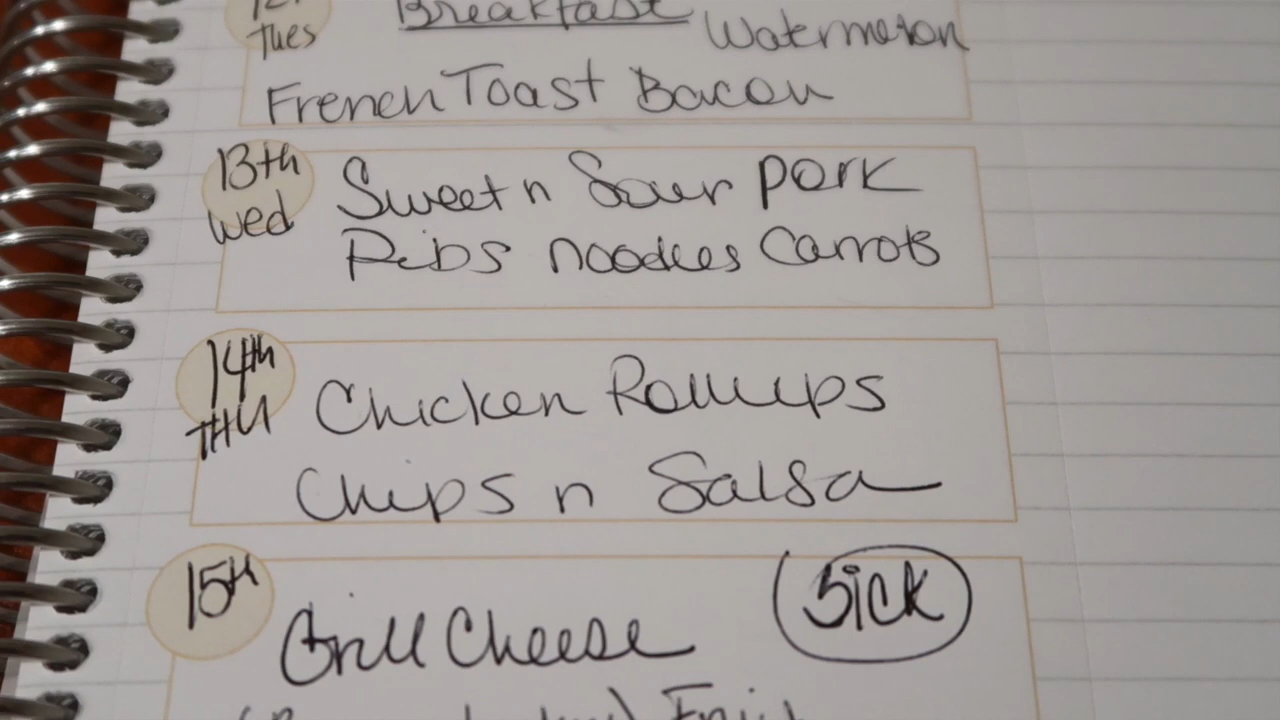 12th Breakfast Watermelon
Tues
French Toast Bacon
13th Sweet n Sour Pork
Wed
Ribs noodles Carrots
14th Chicken Rollups
THU
Chips n Salsa
15th Grill Cheese SICK